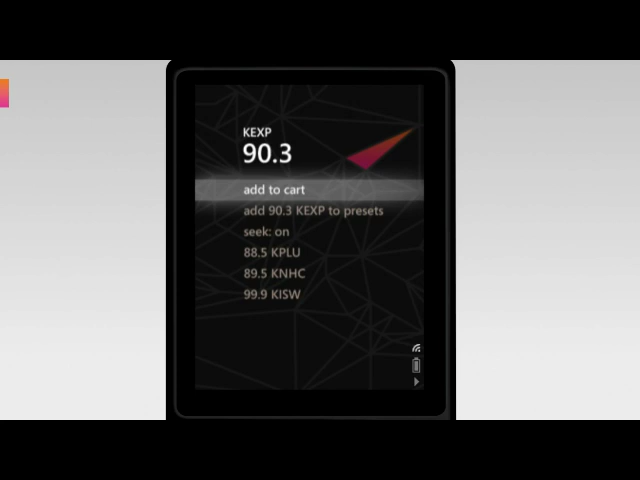 KEXP
90.3
add to cart
add 90.3 KEXP to presets
seek: on
88.5 KPLU
89.5 KNHC
99.9 KISW